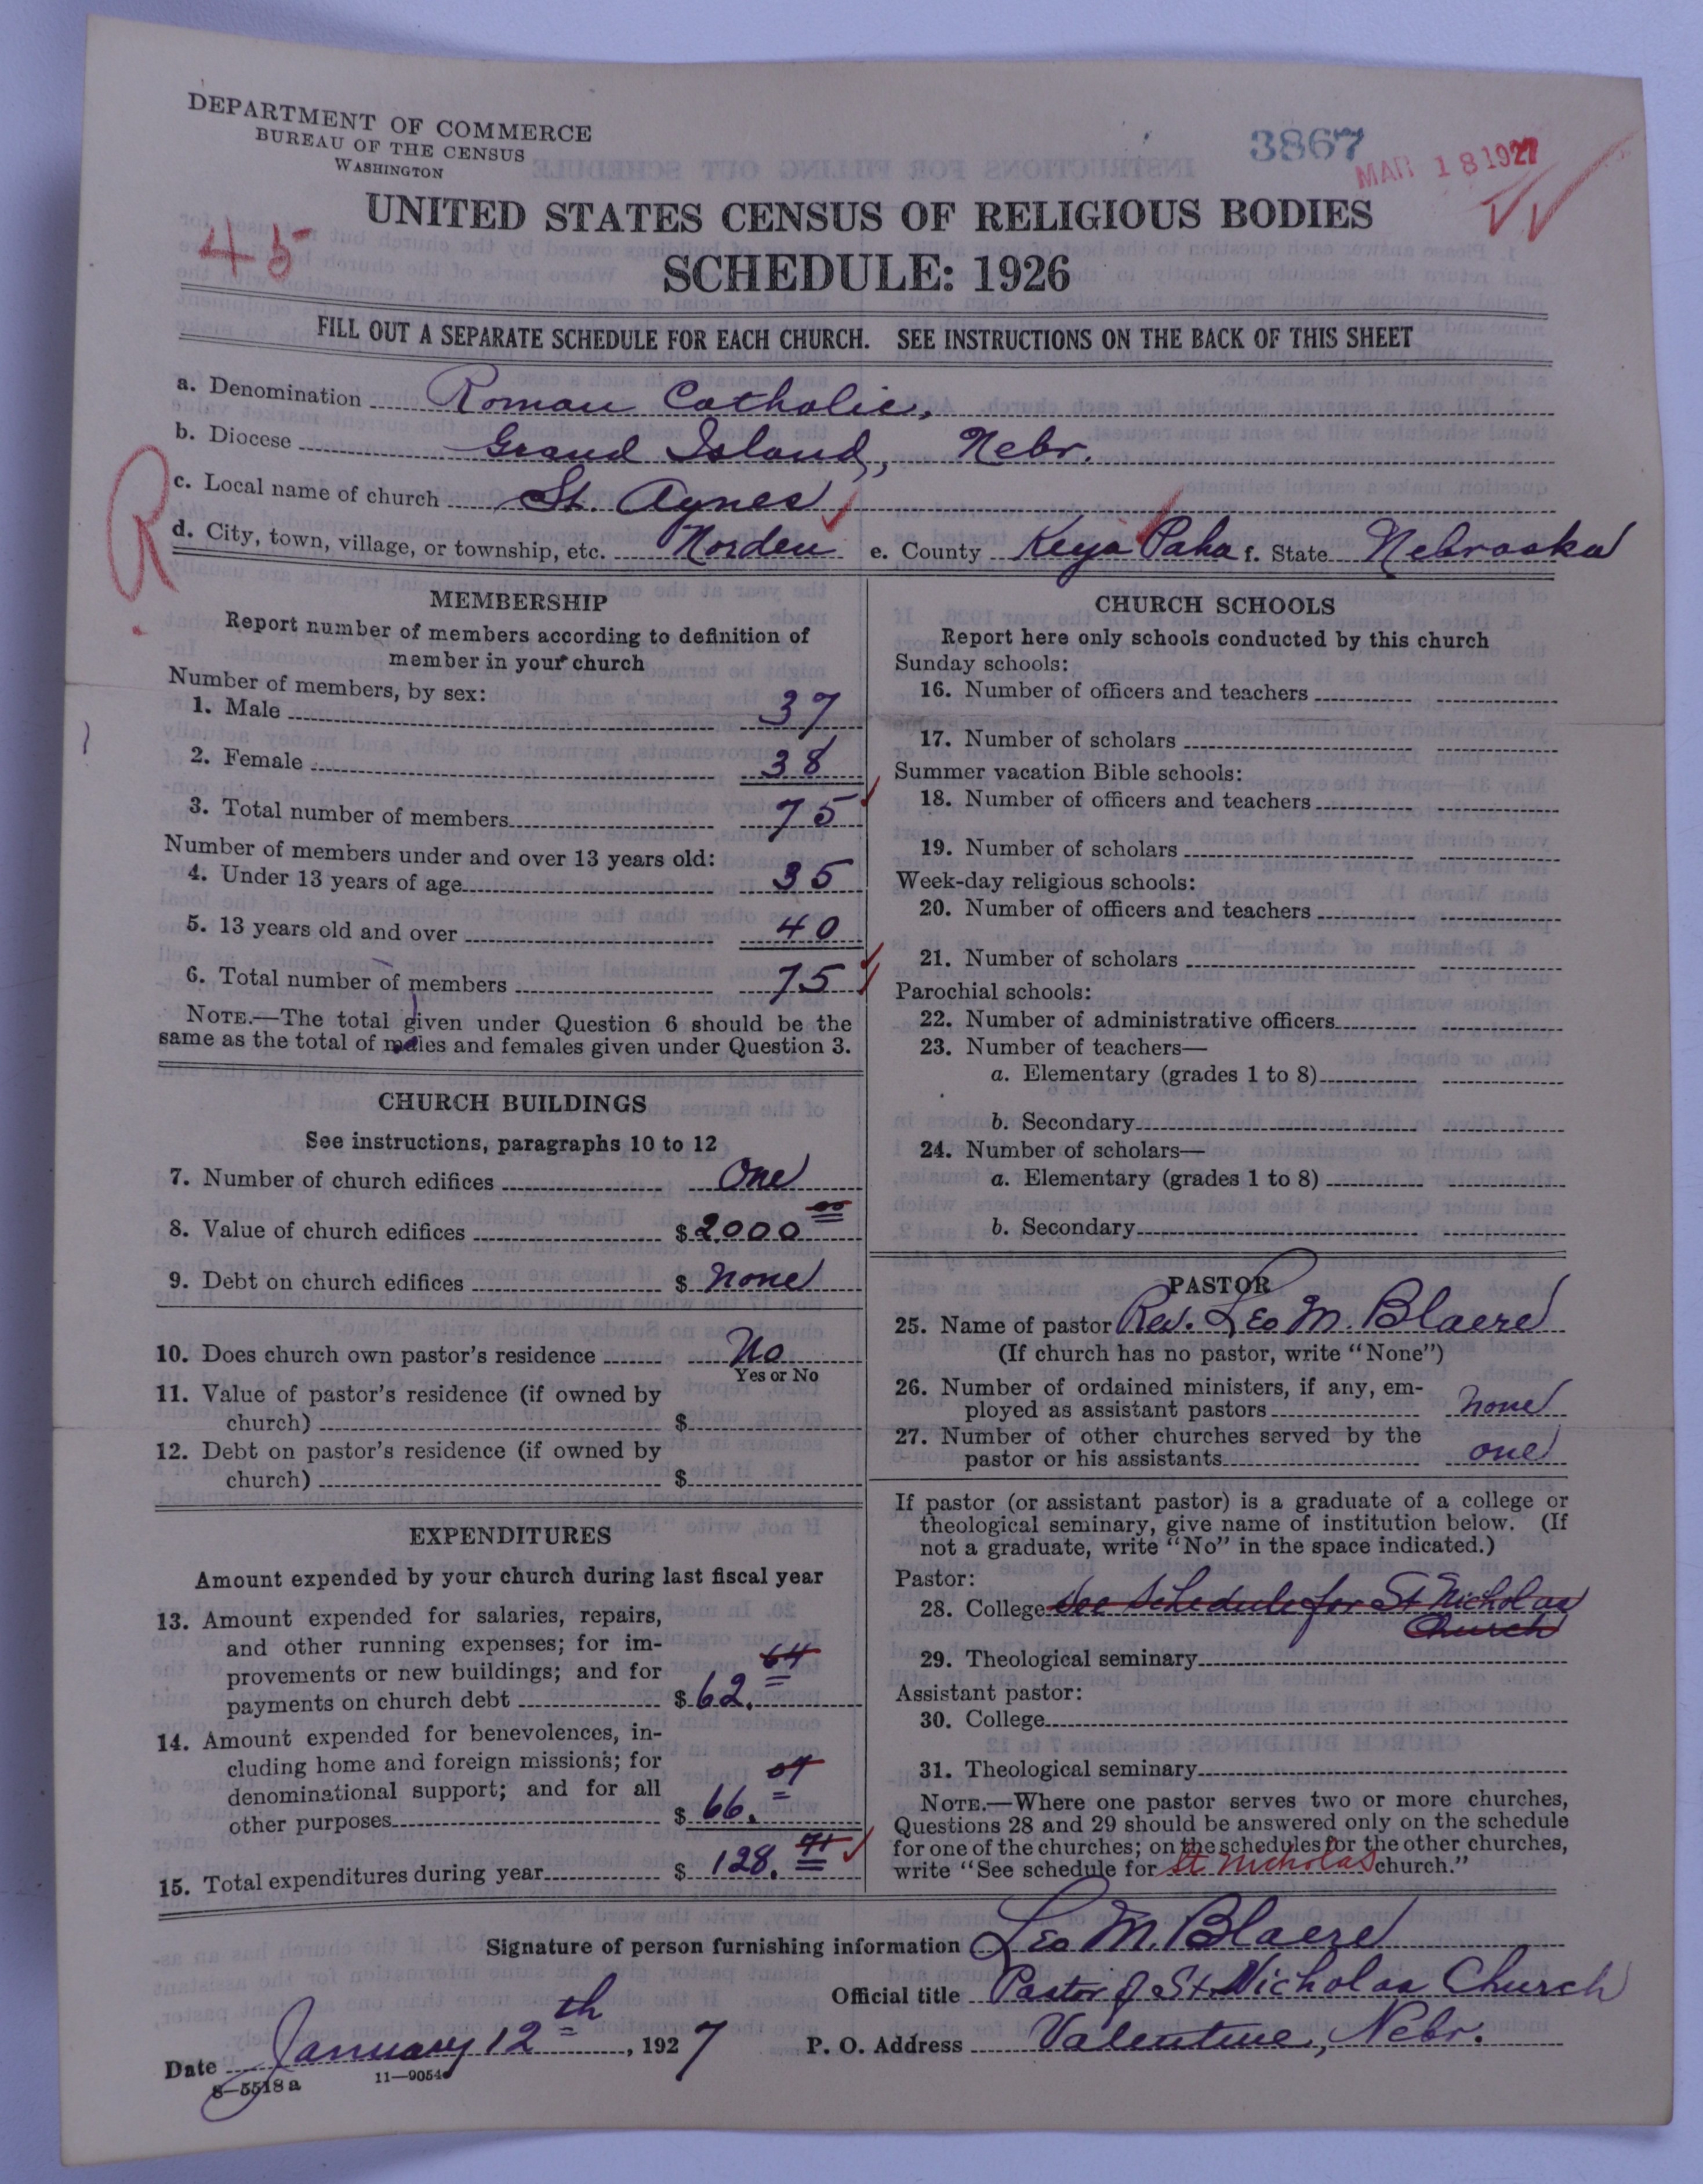 DEPARTMENT OF COMMERCE
BUREAU OF THE CENSUS
WASHINGTON
3867
MAR 18 1927
45
UNITED STATES CENSUS OF RELIGIOUS BODIES
SCHEDULE: 1926
FILL OUT A SEPARATE SCHEDULE FOR EACH CHURCH. SEE INSTRUCTIONS ON THE BACK OF THIS SHEET
a. Denomination Roman Catholic,
b. Diocese Grand Island, Nebr.
R
c. Local name of church St. Agnes
d. City, town, village, or township, etc. Norden e. County Keya Paha f. State Nebraska
MEMBERSHIP
Report number of members according to definition of
member in your church
Number of members, by sex:
1. Male 37
2. Female 38
3. Total number of members 75
Number of members under and over 13 years old:
4. Under 13 years of age 35
5. 13 years old and over 40
6. Total number of members 75
NOTE.—The total given under Question 6 should be the
same as the total of males and females given under Question 3.
CHURCH BUILDINGS
See instructions, paragraphs 10 to 12
7. Number of church edifices One
8. Value of church edifices $2000 00
9. Debt on church edifices $ none
10. Does church own pastor's residence No
Yes or No
11. Value of pastor's residence (if owned by
church) $
12. Debt on pastor's residence (if owned by
church) $
EXPENDITURES
Amount expended by your church during last fiscal year
13. Amount expended for salaries, repairs,
and other running expenses; for im-
provements or new buildings; and for
payments on church debt $62. 64
14. Amount expended for benevolences, in-
cluding home and foreign missions; for
denominational support; and for all
other purposes $66. 07
15. Total expenditures during year $128. 71
CHURCH SCHOOLS
Report here only schools conducted by this church
Sunday schools:
16. Number of officers and teachers
17. Number of scholars
Summer vacation Bible schools:
18. Number of officers and teachers
19. Number of scholars
Week-day religious schools:
20. Number of officers and teachers
21. Number of scholars
Parochial schools:
22. Number of administrative officers
23. Number of teachers—
a. Elementary (grades 1 to 8)
b. Secondary
24. Number of scholars—
a. Elementary (grades 1 to 8)
b. Secondary
PASTOR
25. Name of pastor Rev. Leo M. Blaere
(If church has no pastor, write "None")
26. Number of ordained ministers, if any, em-
ployed as assistant pastors none
27. Number of other churches served by the
pastor or his assistants one
If pastor (or assistant pastor) is a graduate of a college or
theological seminary, give name of institution below. (If
not a graduate, write "No" in the space indicated.)
Pastor:
28. College See Schedule for St Nicholas
Church
29. Theological seminary
Assistant pastor:
30. College
31. Theological seminary
NOTE.—Where one pastor serves two or more churches,
Questions 28 and 29 should be answered only on the schedule
for one of the churches; on the schedules for the other churches,
write "See schedule for St. Nicholas church."
Signature of person furnishing information Leo M. Blaere
Official title Pastor of St. Nicholas Church
Date January 12th, 1927 P. O. Address Valentine, Nebr.
8—5518 a 11—9054